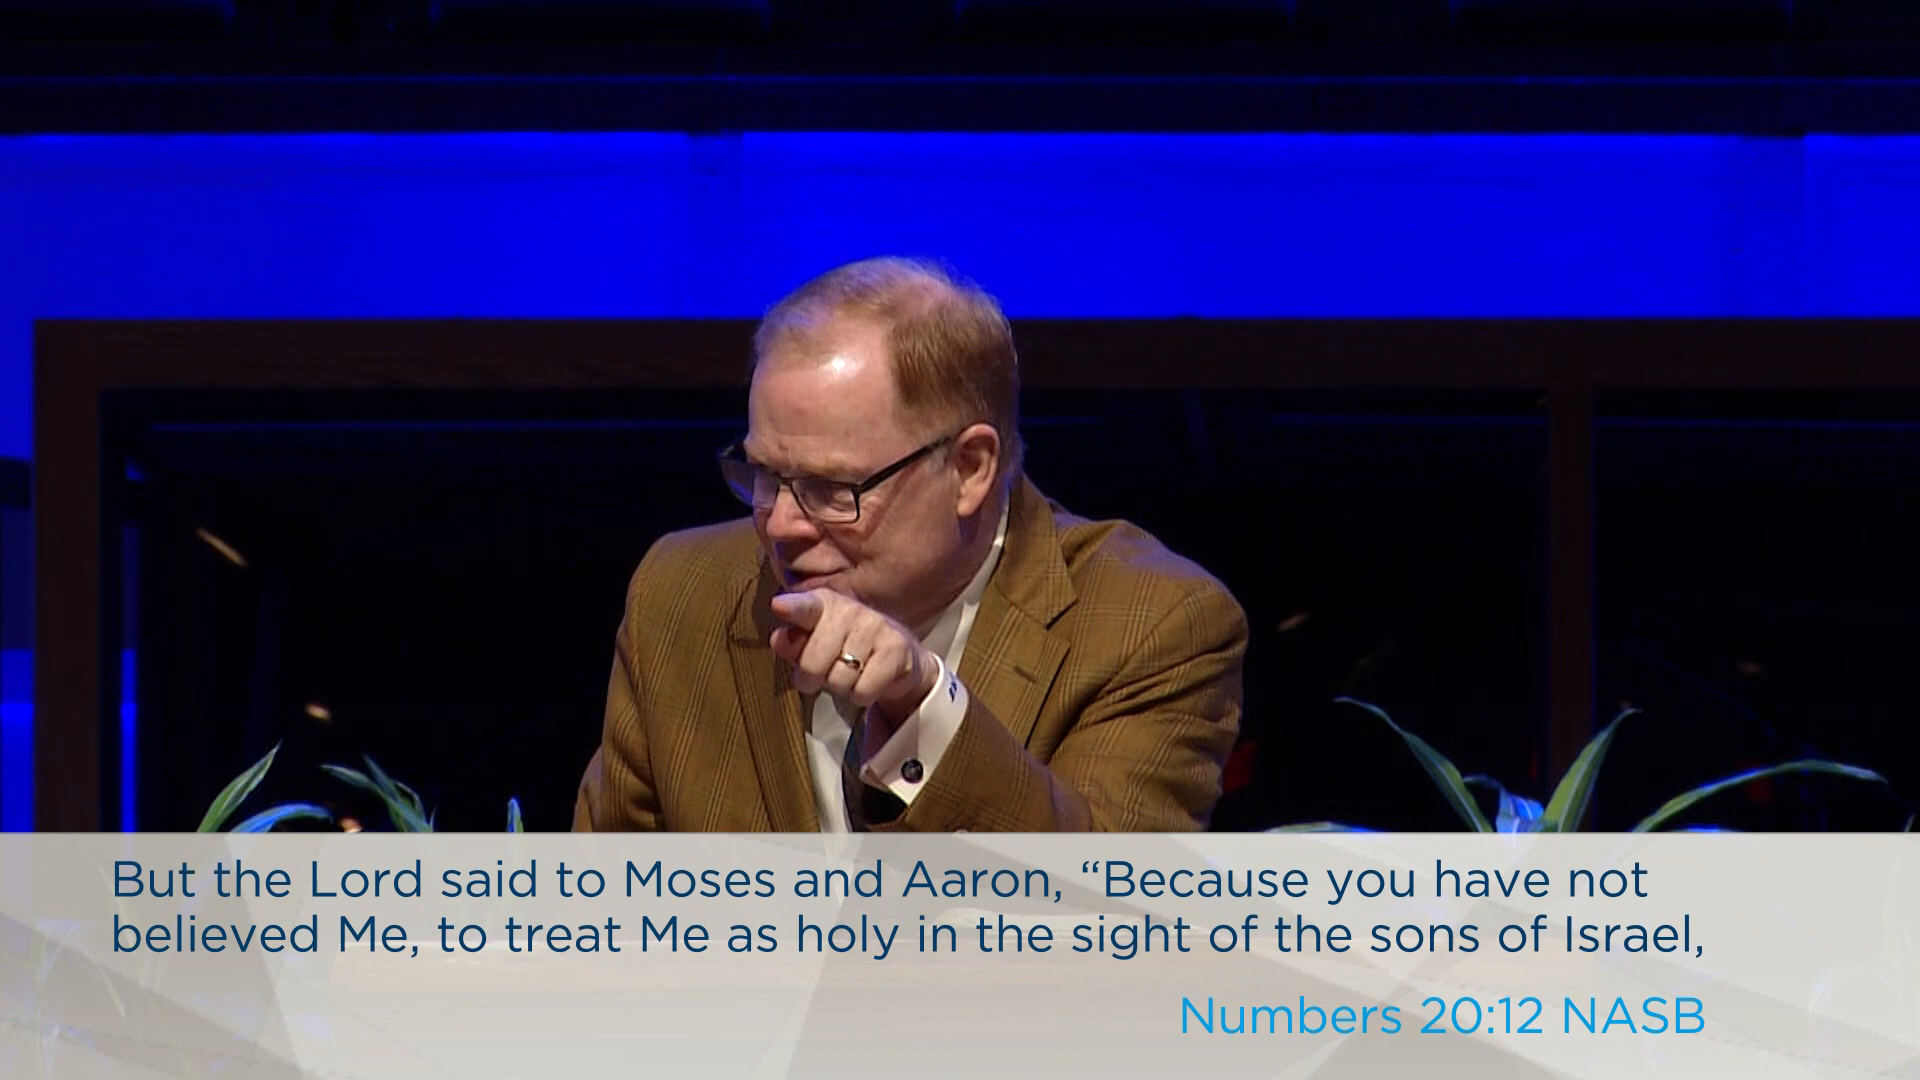 But the Lord said to Moses and Aaron, “Because you have not
believed Me, to treat Me as holy in the sight of the sons of Israel,
Numbers 20:12 NASB